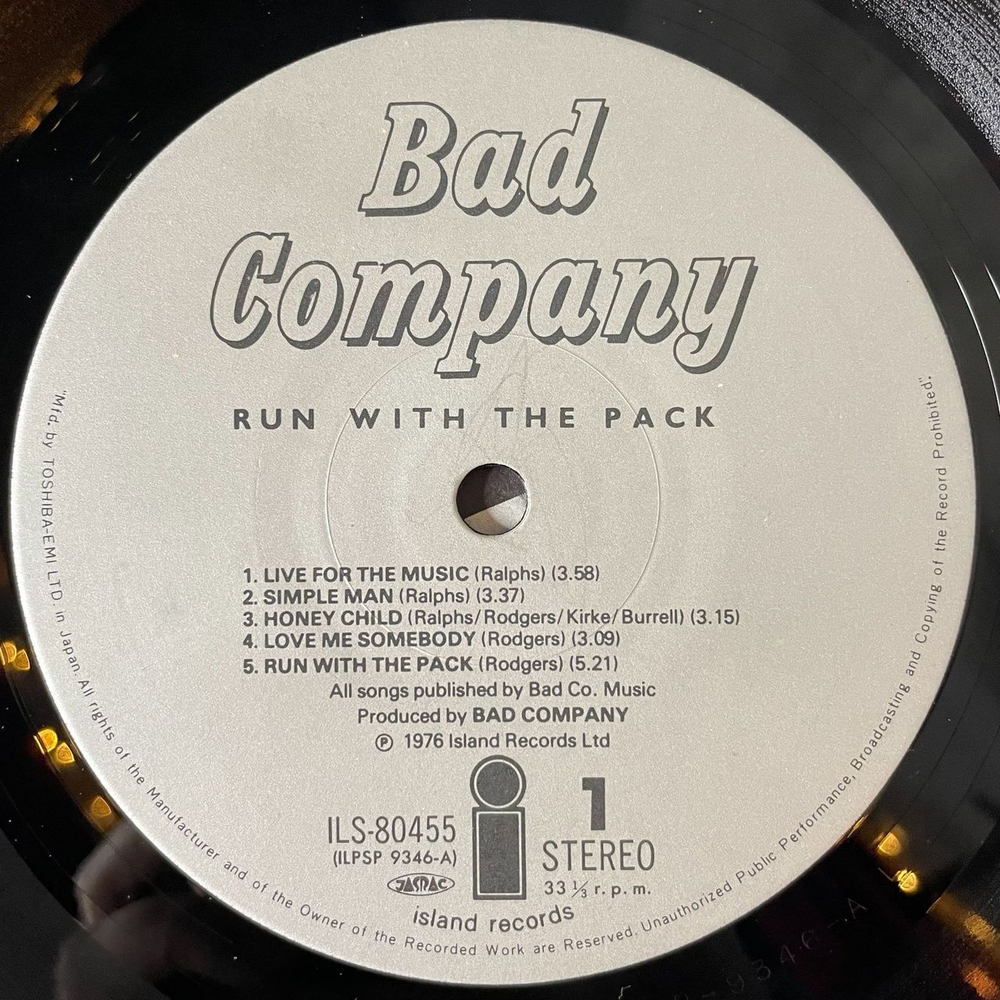 Bad
Company
RUN WITH THE PACK
1. LIVE FOR THE MUSIC (Ralphs) (3.58)
2. SIMPLE MAN (Ralphs) (3.37)
3. HONEY CHILD (Ralphs/Rodgers/Kirke/Burrell) (3.15)
4. LOVE ME SOMEBODY (Rodgers) (3.09)
5. RUN WITH THE PACK (Rodgers) (5.21)
All songs published by Bad Co. Music
Produced by BAD COMPANY
℗ 1976 Island Records Ltd
ILS-80455
(ILPSP 9346-A)
JASRAC
i
1
STEREO
33 ⅓ r.p.m.
island records
"Mfd. by TOSHIBA-EMI LTD. in Japan. All rights of the Manufacturer and of the Owner of the Recorded Work are Reserved. Unauthorized Public Performance, Broadcasting and Copying of the Record Prohibited".